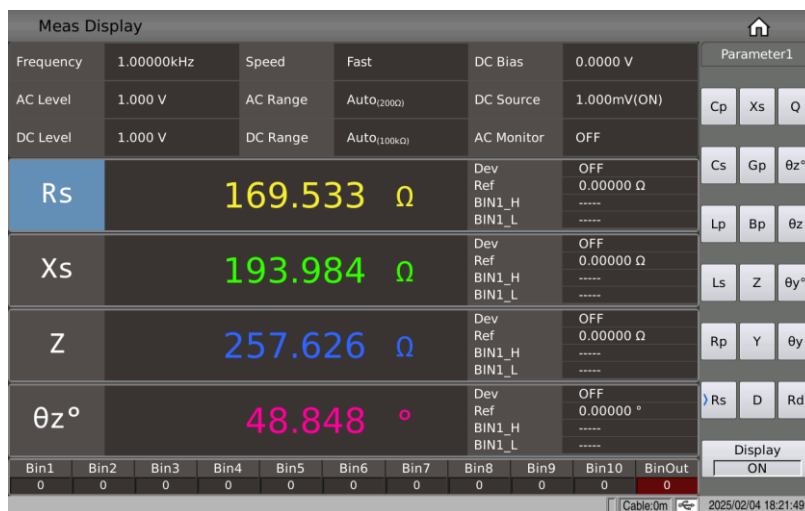 Meas Display
Frequency 1.00000kHz Speed Fast DC Bias 0.0000 V
AC Level 1.000 V AC Range Auto(200Ω) DC Source 1.000mV(ON)
DC Level 1.000 V DC Range Auto(100kΩ) AC Monitor OFF
Rs 169.533 Ω
Dev OFF
Ref 0.00000 Ω
BIN1_H -----
BIN1_L -----
Xs 193.984 Ω
Dev OFF
Ref 0.00000 Ω
BIN1_H -----
BIN1_L -----
Z 257.626 Ω
Dev OFF
Ref 0.00000 Ω
BIN1_H -----
BIN1_L -----
θz° 48.848 °
Dev OFF
Ref 0.00000 °
BIN1_H -----
BIN1_L -----
Bin1 Bin2 Bin3 Bin4 Bin5 Bin6 Bin7 Bin8 Bin9 Bin10 BinOut
0 0 0 0 0 0 0 0 0 0 0
Parameter1
Cp Xs Q
Cs Gp θz°
Lp Bp θz
Ls Z θy°
Rp Y θy
Rs D Rd
Display
ON
Cable:0m 2025/02/04 18:21:49